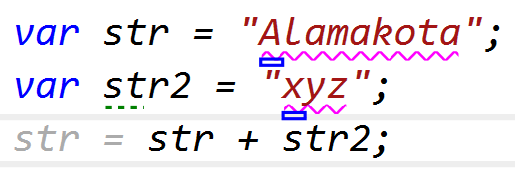 var str = "Alamakota";
var str2 = "xyz";
str = str + str2;